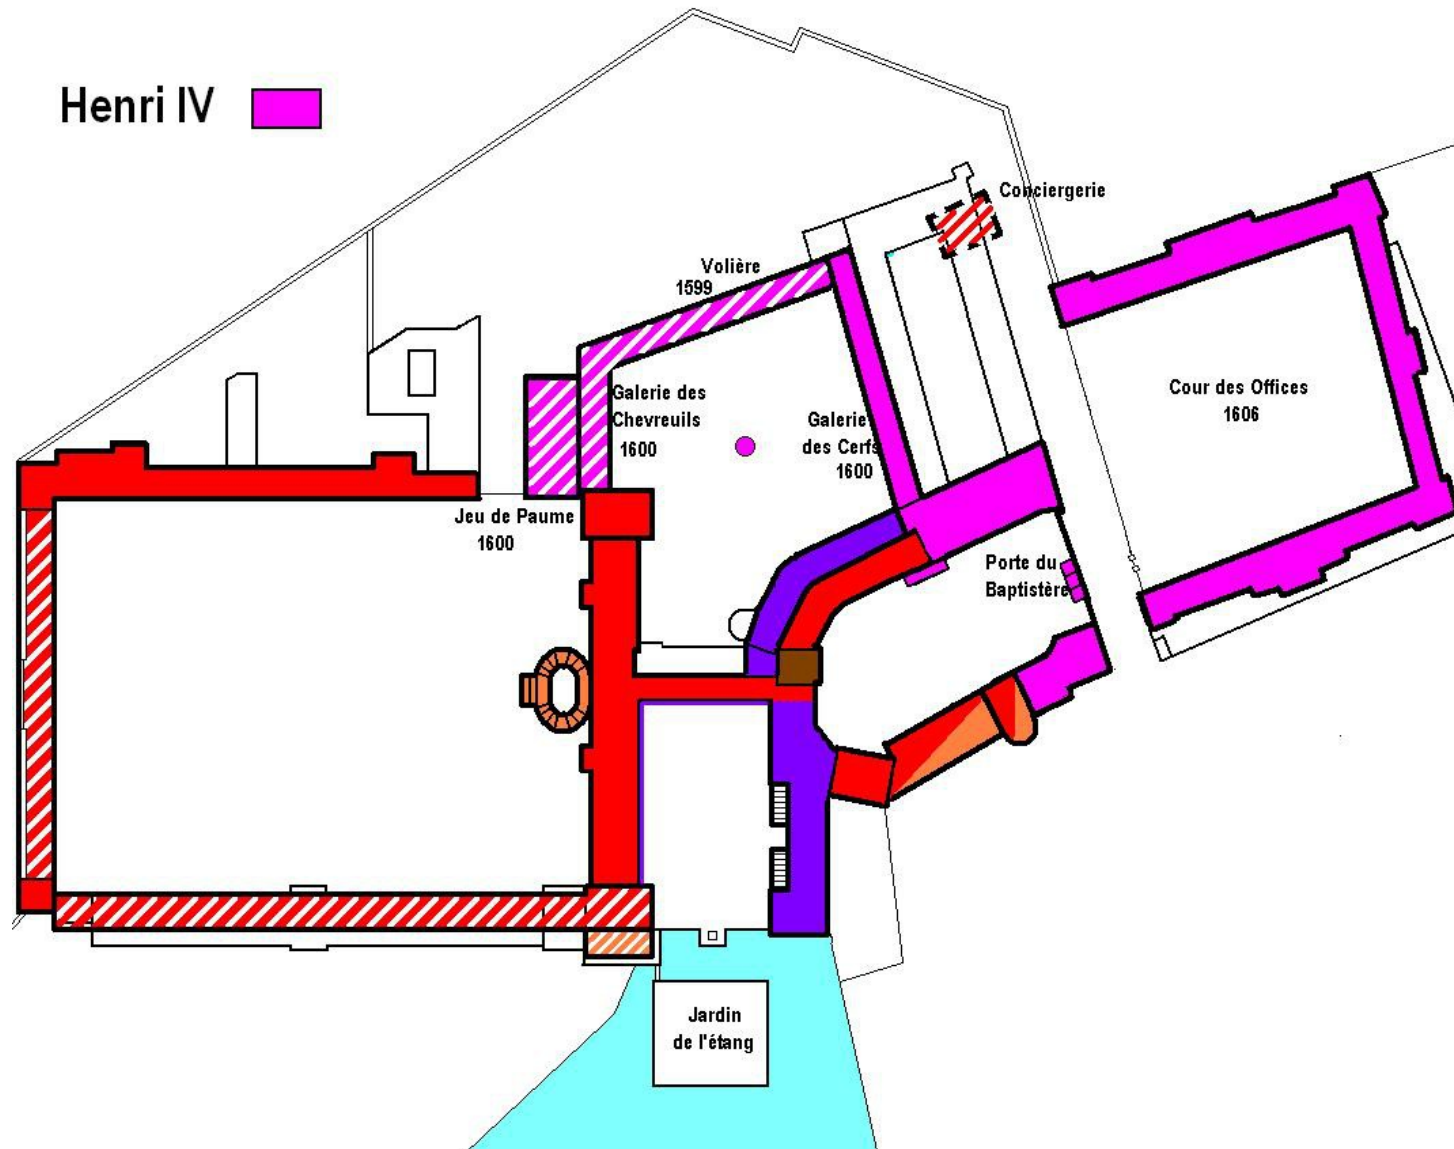 Henri IV
Conciergerie
Volière
1599
Galerie des
Chevreuils
1600
Galerie
des Cerfs
1600
Cour des Offices
1606
Jeu de Paume
1600
Porte du
Baptistère
Jardin
de l'étang